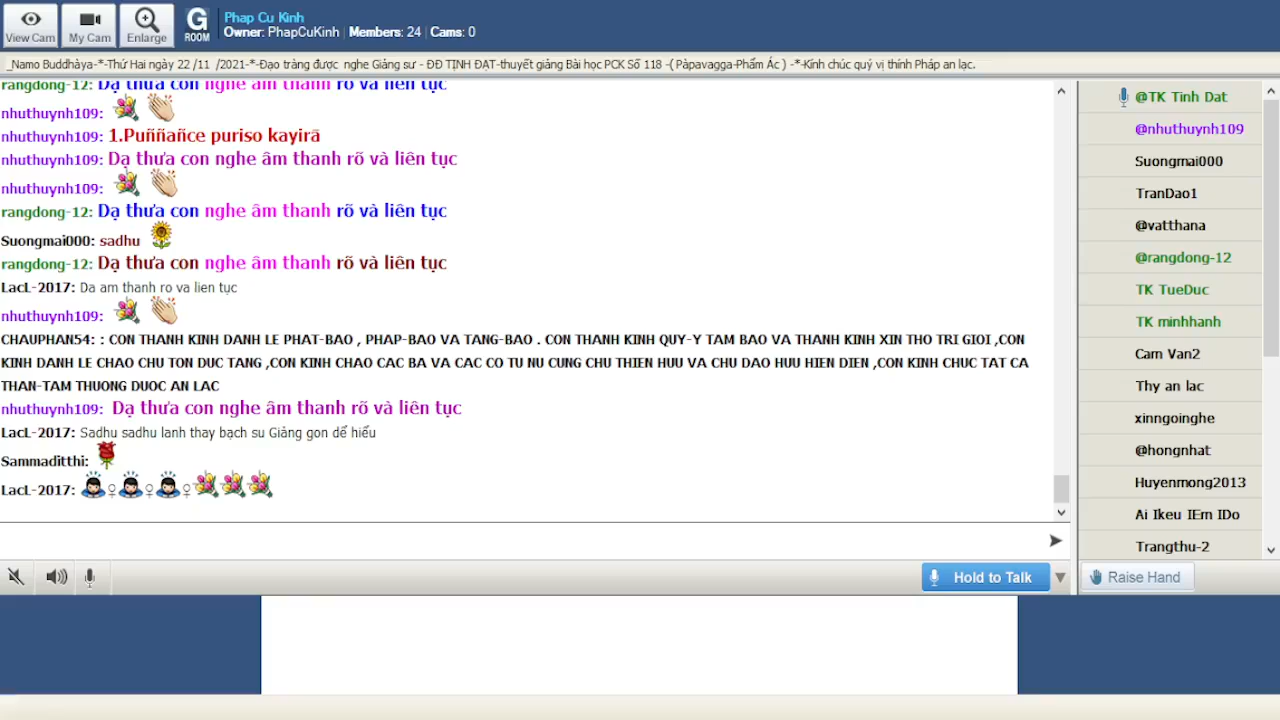 View Cam
My Cam
Enlarge
G
ROOM
Phap Cu Kinh
Owner: PhapCuKinh | Members: 24 | Cams: 0
_Namo Buddhàya-*-Thứ Hai ngày 22 /11 /2021-*-Đạo tràng được nghe Giảng sư - ĐĐ TỊNH ĐẠT-thuyết giảng Bài học PCK Số 118 -( Pāpavagga-Phẩm Ác ) -*-Kính chúc quý vị thính Pháp an lạc.
rangdong-12: Dạ thưa con nghe âm thanh rõ và liên tục
nhuthuynh109:
nhuthuynh109: 1.Puññañce puriso kayirā
nhuthuynh109: Dạ thưa con nghe âm thanh rõ và liên tục
nhuthuynh109:
rangdong-12: Dạ thưa con nghe âm thanh rõ và liên tục
Suongmai000: sadhu
rangdong-12: Dạ thưa con nghe âm thanh rõ và liên tục
LacL-2017: Da am thanh ro va lien tục
nhuthuynh109:
CHAUPHAN54: : CON THANH KINH DANH LE PHAT-BAO , PHAP-BAO VA TANG-BAO . CON THANH KINH QUY-Y TAM BAO VA THANH KINH XIN THO TRI GIOI ,CON
KINH DANH LE CHAO CHU TON DUC TANG ,CON KINH CHAO CAC BA VA CAC CO TU NU CUNG CHU THIEN HUU VA CHU DAO HUU HIEN DIEN ,CON KINH CHUC TAT CA
THAN-TAM THUONG DUOC AN LAC
nhuthuynh109: Dạ thưa con nghe âm thanh rõ và liên tục
LacL-2017: Sadhu sadhu lanh thay bạch su Giảng gon dể hiểu
Sammaditthi:
LacL-2017:
@TK Tinh Dat
@nhuthuynh109
Suongmai000
TranDao1
@vatthana
@rangdong-12
TK TueDuc
TK minhhanh
Cam Van2
Thy an lac
xinngoinghe
@hongnhat
Huyenmong2013
Ai Ikeu IEm IDo
Trangthu-2
Hold to Talk
Raise Hand